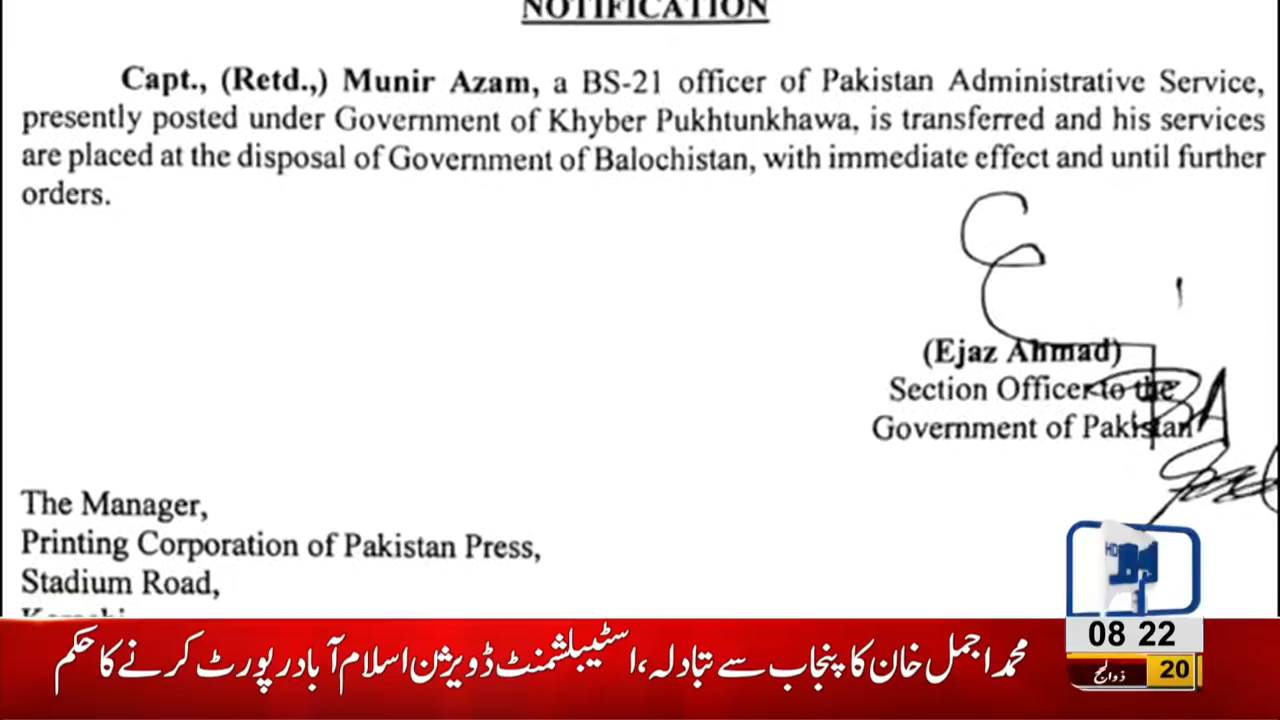 NOTIFICATION
Capt., (Retd.,) Munir Azam, a BS-21 officer of Pakistan Administrative Service,
presently posted under Government of Khyber Pukhtunkhawa, is transferred and his services
are placed at the disposal of Government of Balochistan, with immediate effect and until further
orders.
(Ejaz Ahmad)
Section Officer to the
Government of Pakistan
The Manager,
Printing Corporation of Pakistan Press,
Stadium Road,
Karachi
HD
08 22
ذوالحج 20
محمد اجمل خان کا پنجاب سے تبادلہ، اسٹیبلشمنٹ ڈویژن اسلام آباد رپورٹ کرنے کا حکم